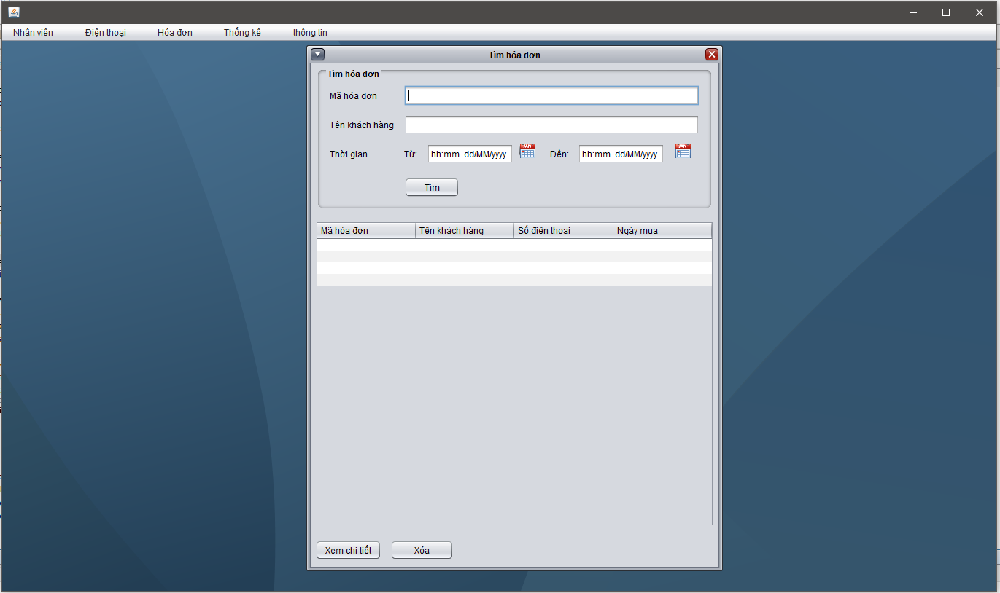 Nhân viên Điện thoại Hóa đơn Thống kê thông tin
Tìm hóa đơn
Tìm hóa đơn
Mã hóa đơn
Tên khách hàng
Thời gian Từ: hh:mm dd/MM/yyyy JAN Đến: hh:mm dd/MM/yyyy JAN
Tìm
Mã hóa đơn Tên khách hàng Số điện thoại Ngày mua
Xem chi tiết Xóa